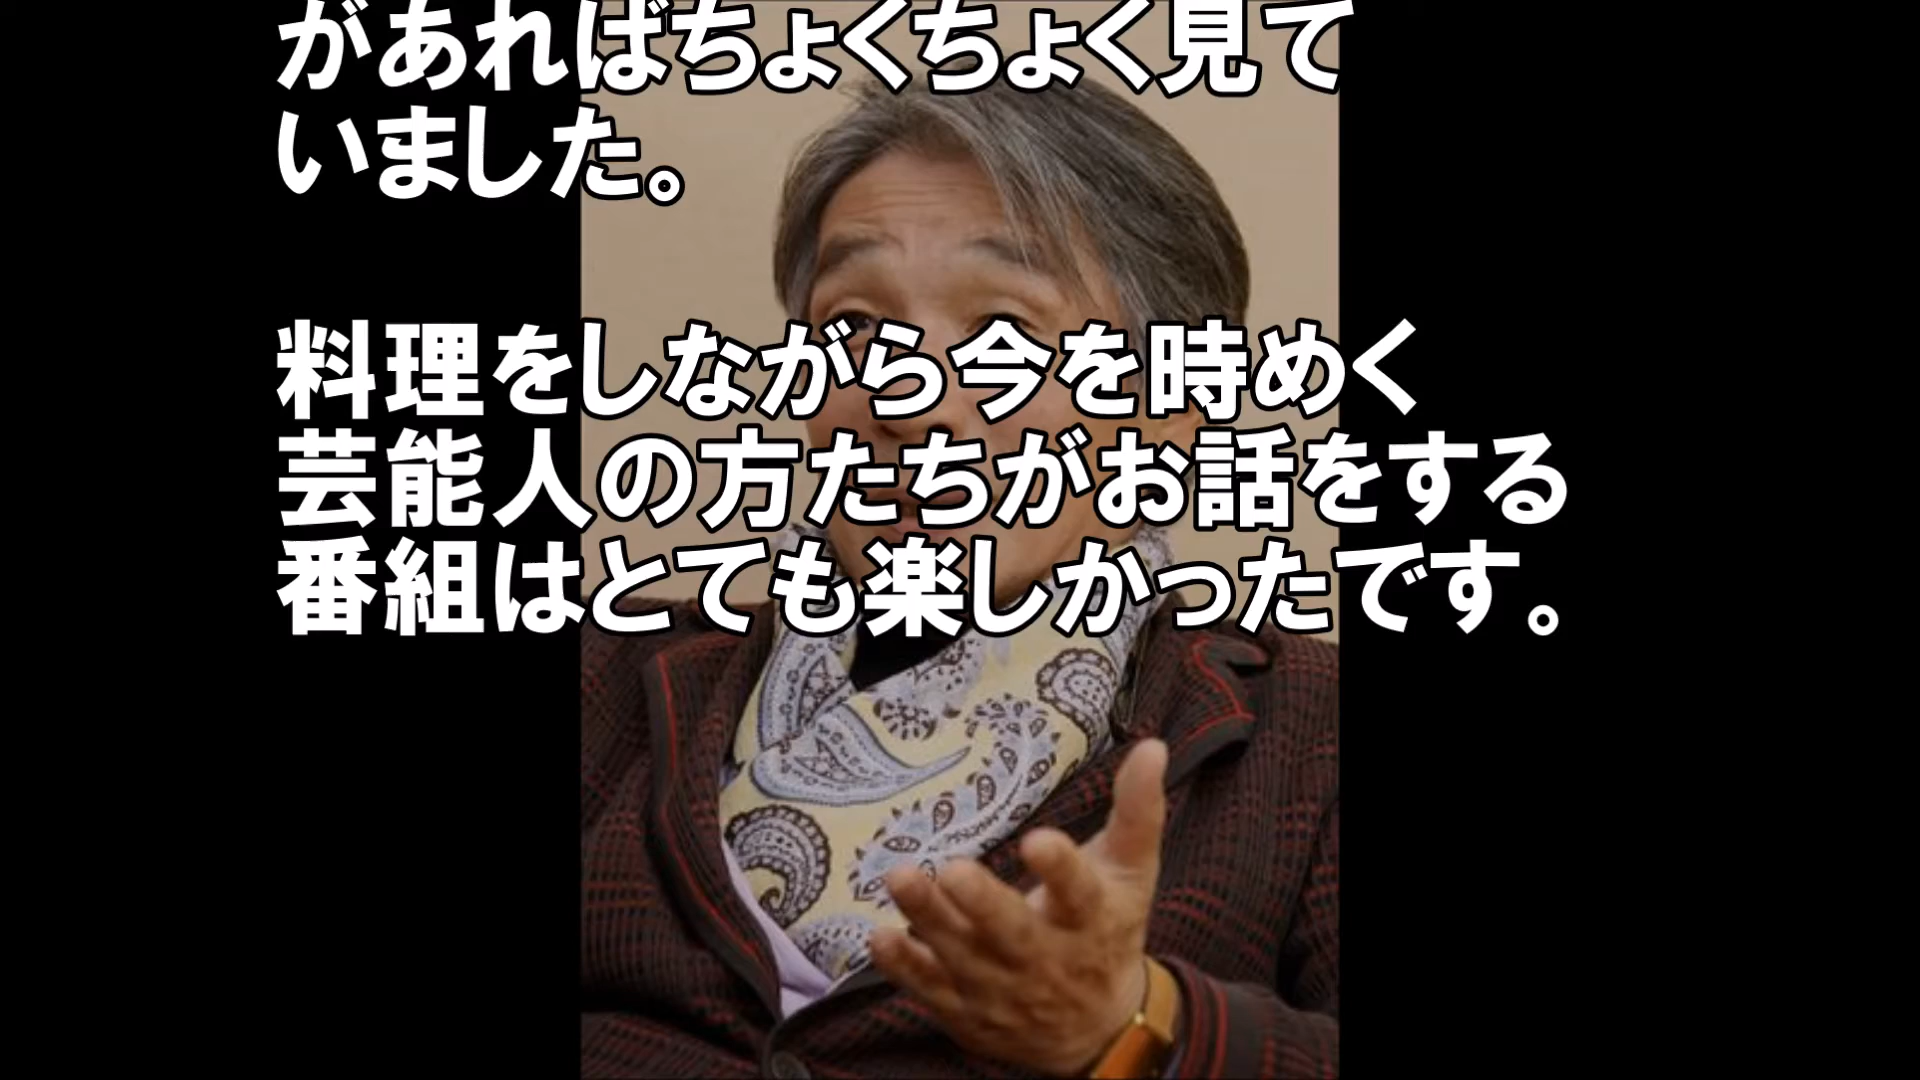 があればちょくちょく見て
いました。
料理をしながら今を時めく
芸能人の方たちがお話をする
番組はとても楽しかったです。